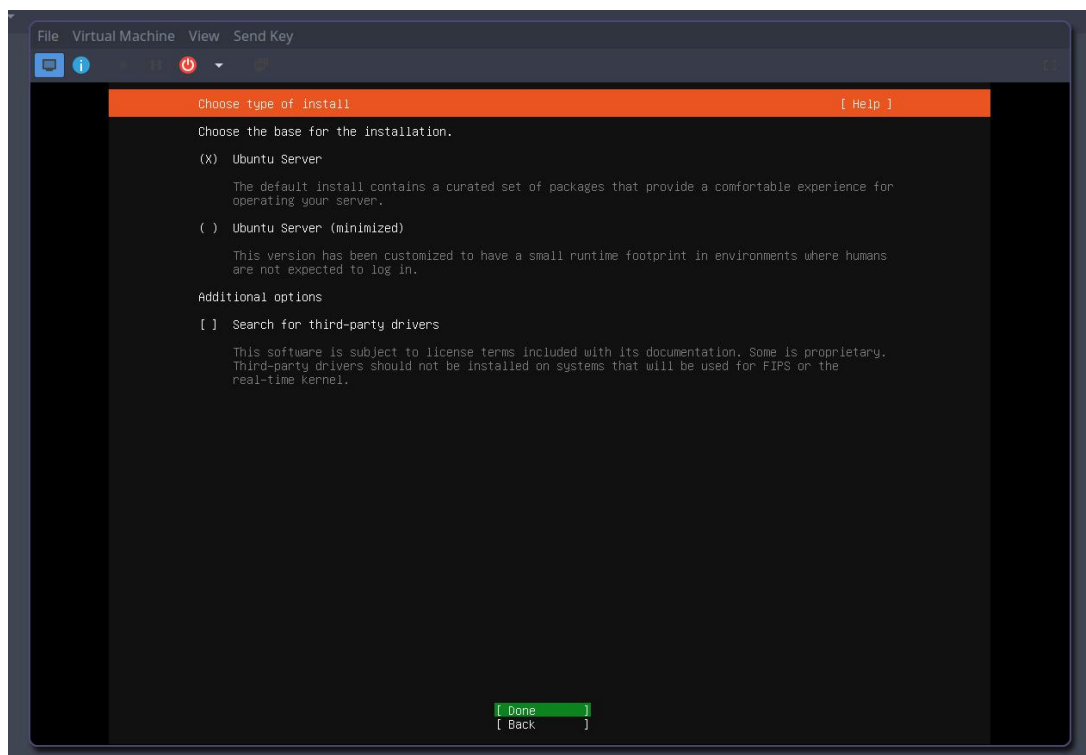 File Virtual Machine View Send Key
Choose type of install [ Help ]
Choose the base for the installation.
(X) Ubuntu Server
The default install contains a curated set of packages that provide a comfortable experience for
operating your server.
( ) Ubuntu Server (minimized)
This version has been customized to have a small runtime footprint in environments where humans
are not expected to log in.
Additional options
[ ] Search for third-party drivers
This software is subject to license terms included with its documentation. Some is proprietary.
Third-party drivers should not be installed on systems that will be used for FIPS or the
real-time kernel.
[ Done ]
[ Back ]